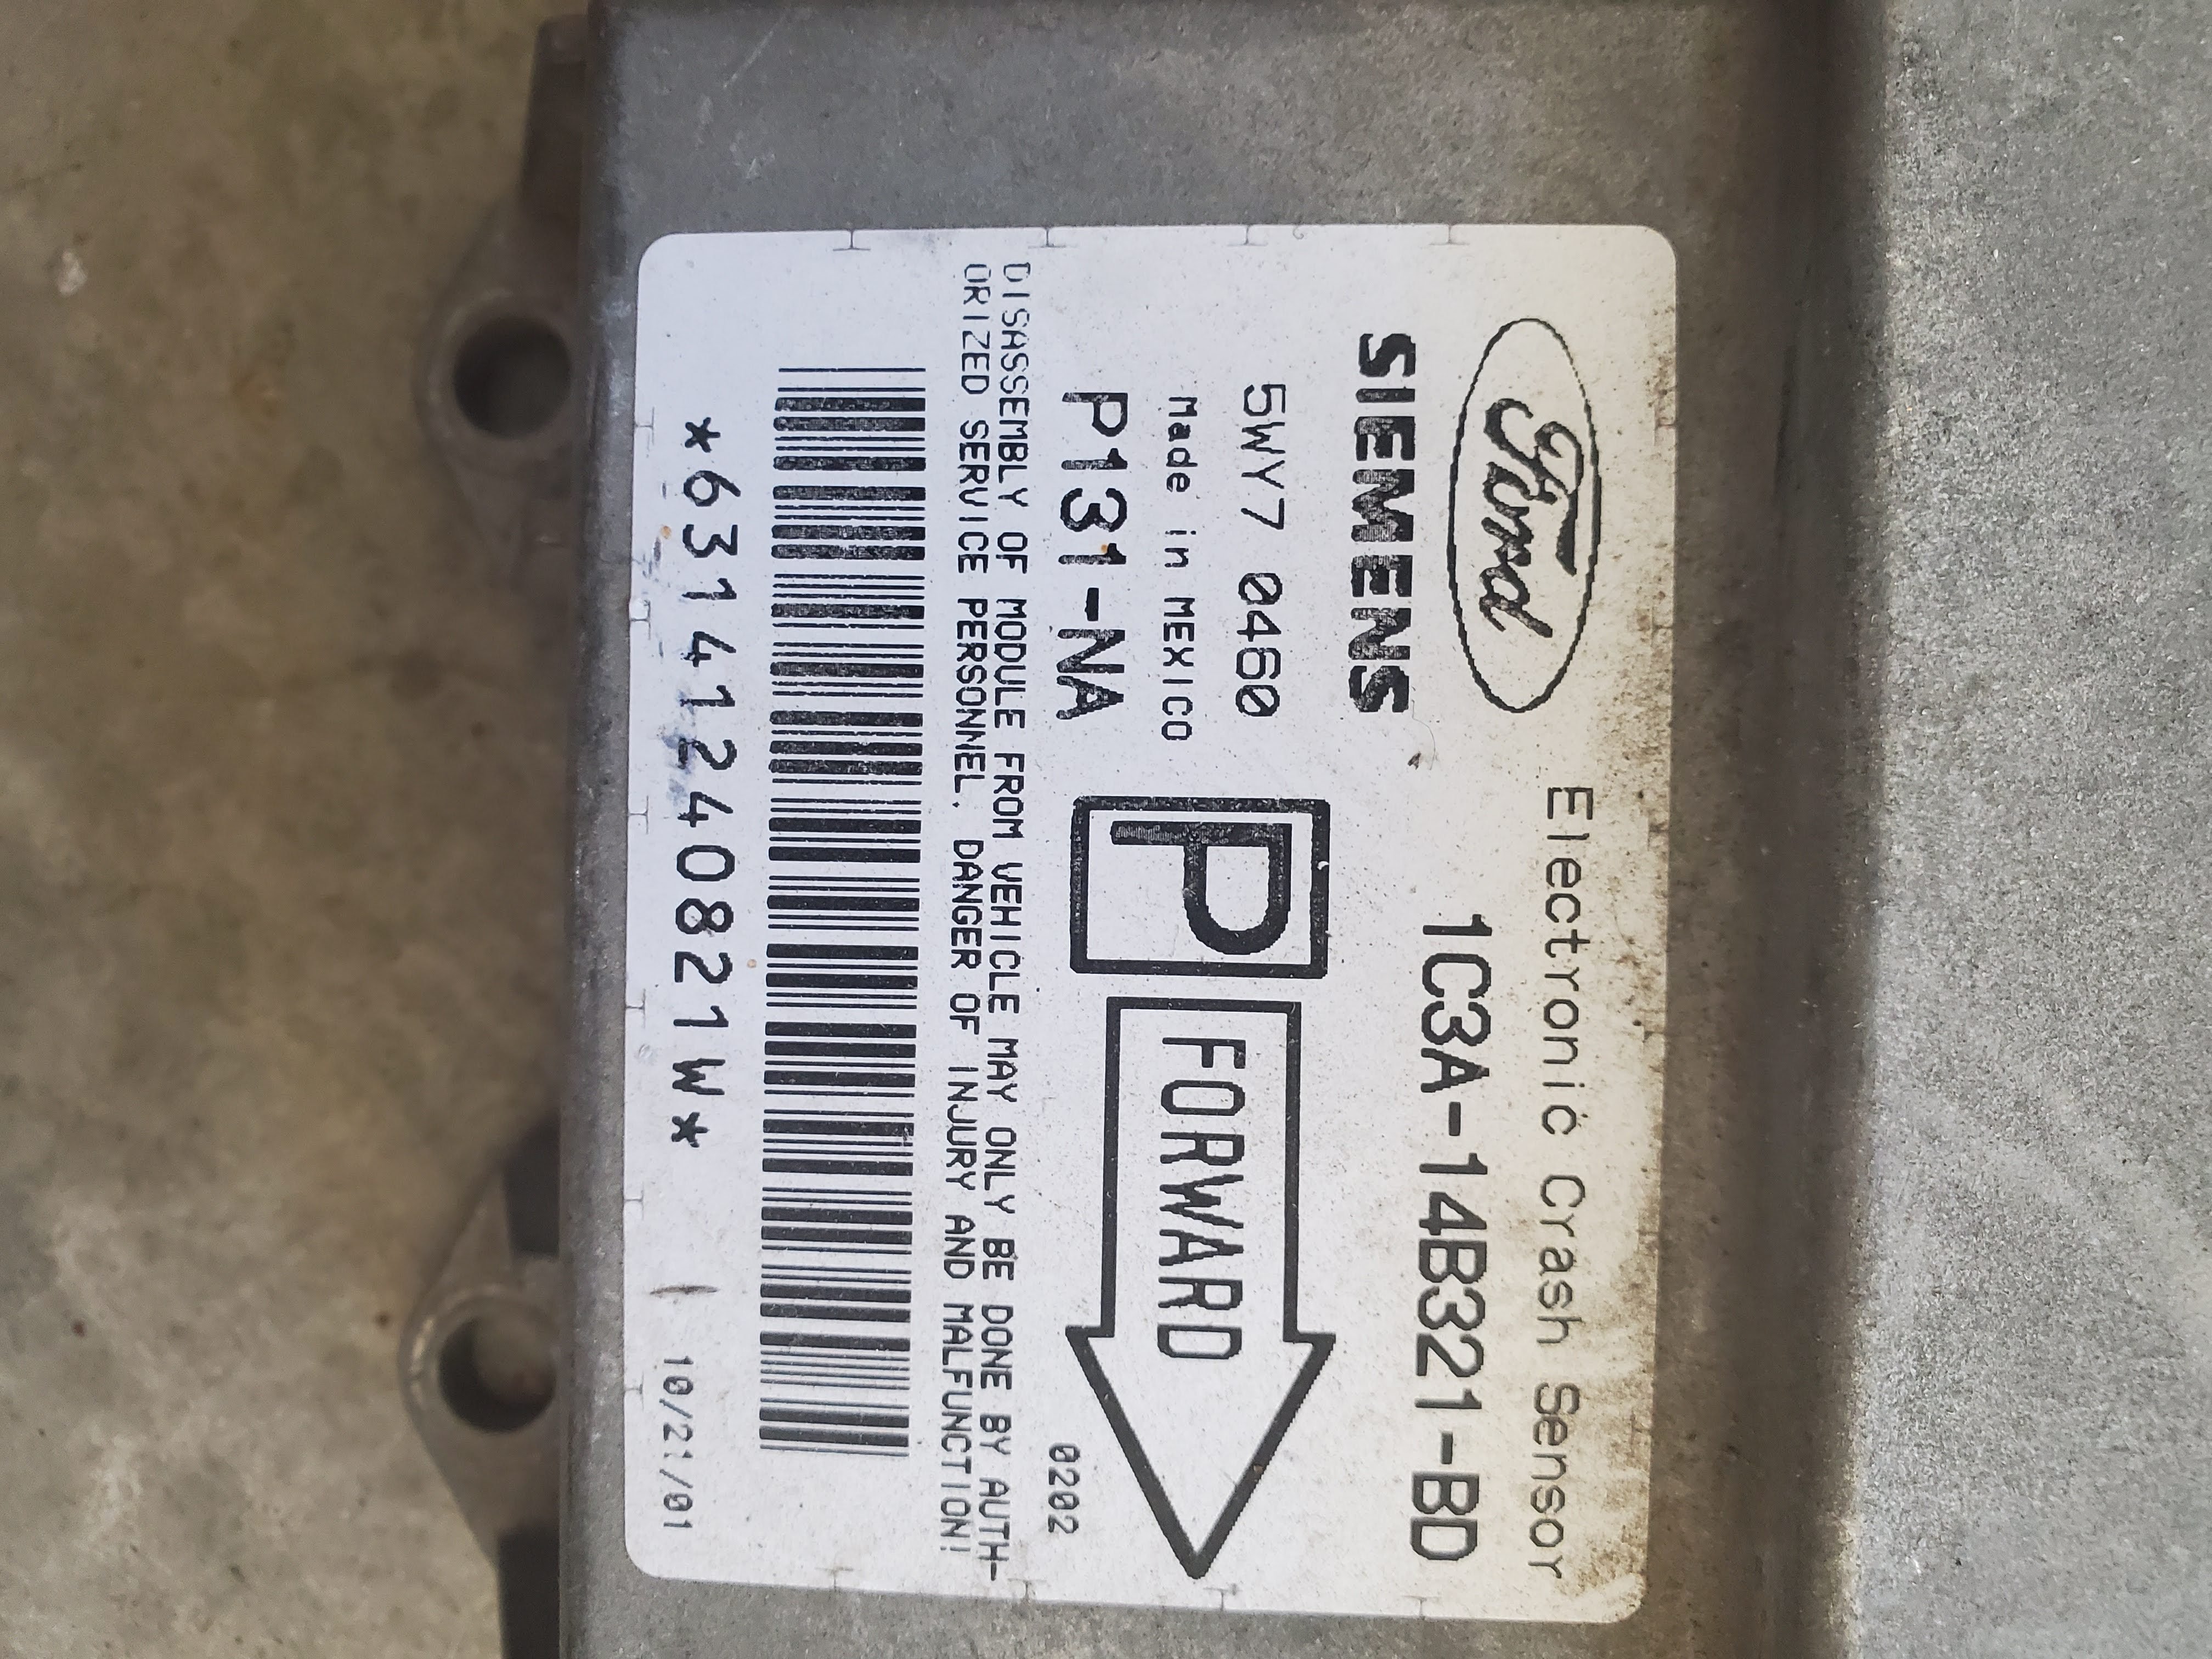 Ford
Electronic Crash Sensor
SIEMENS
1C3A-14B321-BD
5WY7 0460
Made in MEXICO
P131-NA
P
FORWARD
0202
DISASSEMBLY OF MODULE FROM VEHICLE MAY ONLY BE DONE BY AUTH-
ORIZED SERVICE PERSONNEL. DANGER OF INJURY AND MALFUNCTION!
*63141240821W*
10/21/01